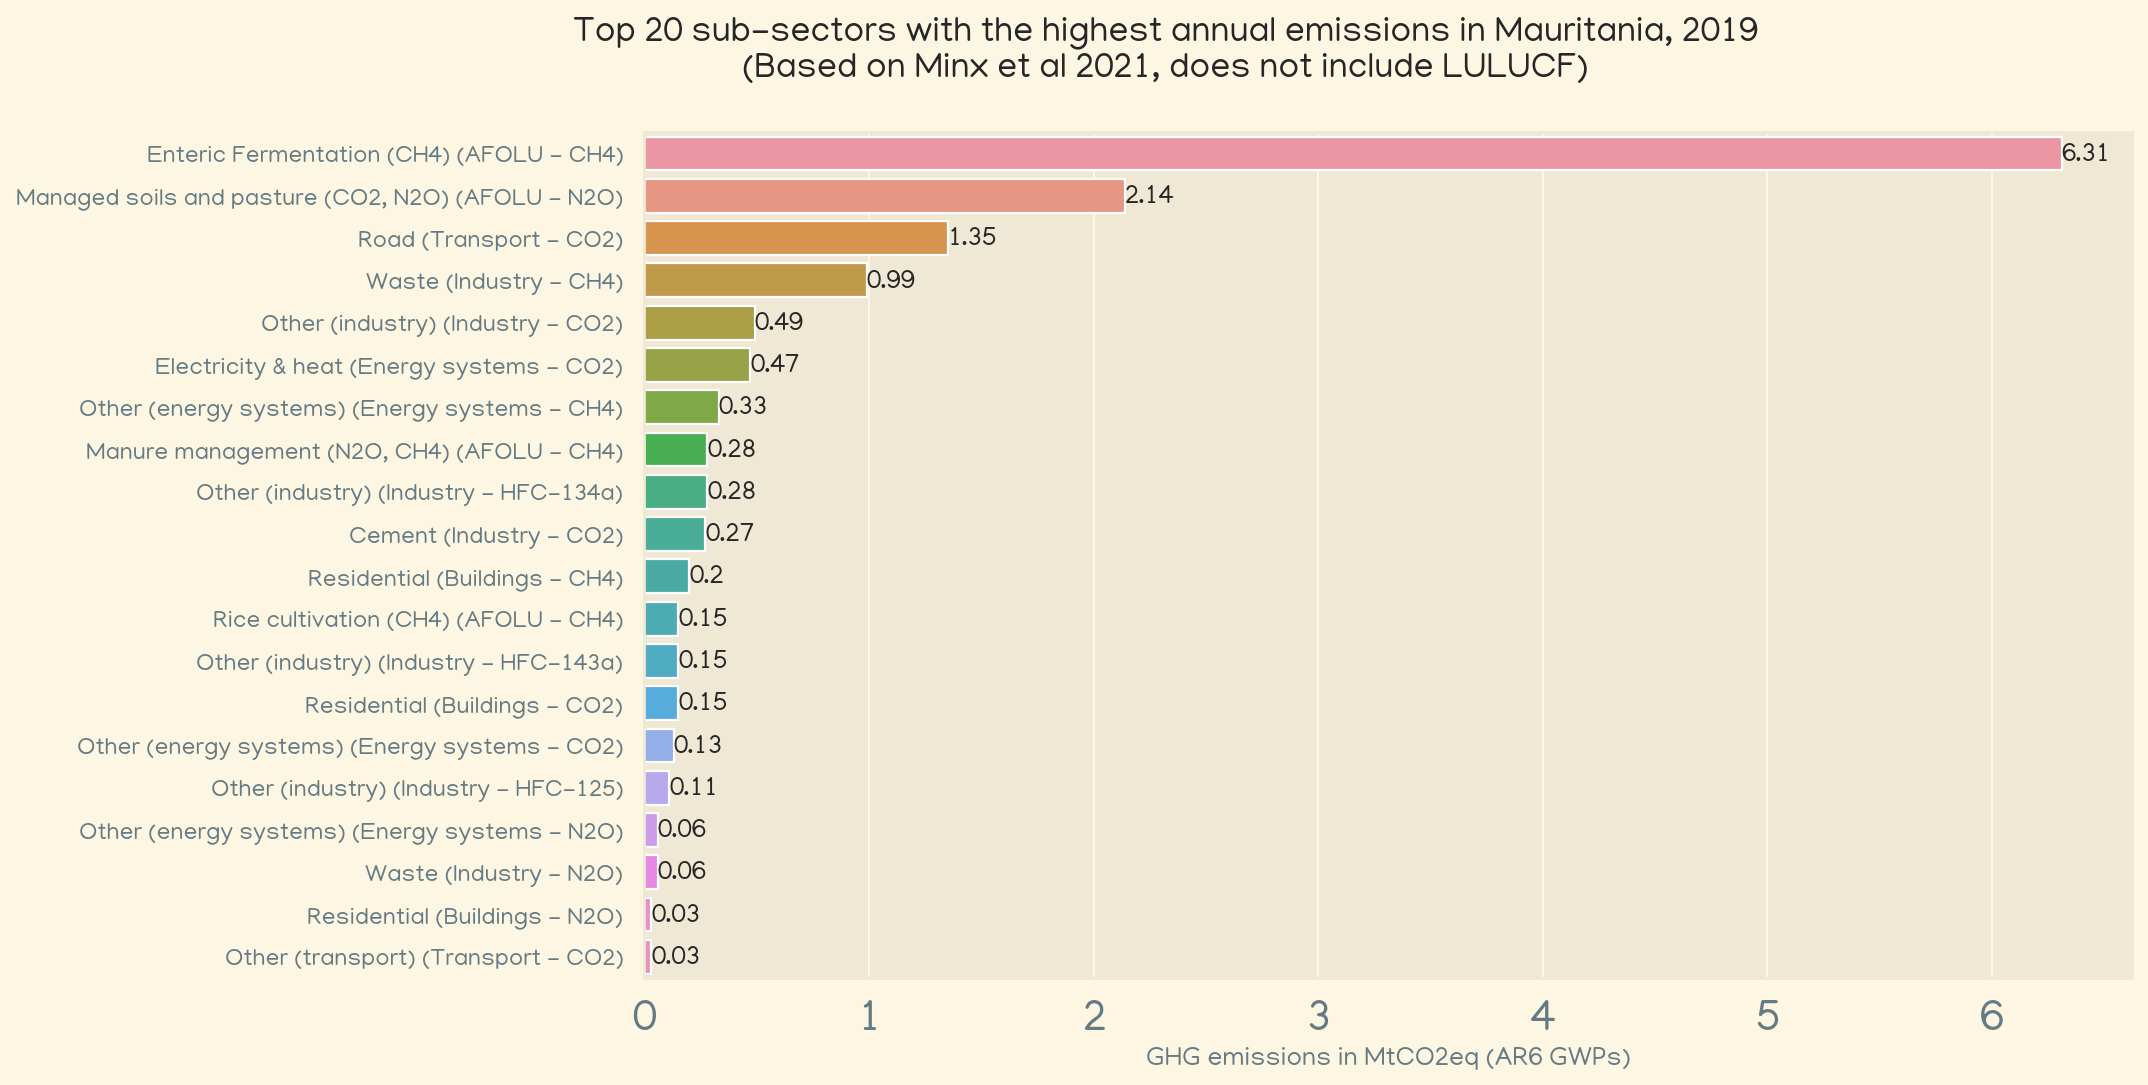 Top 20 sub-sectors with the highest annual emissions in Mauritania, 2019
(Based on Minx et al 2021, does not include LULUCF)
Enteric Fermentation (CH4) (AFOLU - CH4) 6.31
Managed soils and pasture (CO2, N2O) (AFOLU - N2O) 2.14
Road (Transport - CO2) 1.35
Waste (Industry - CH4) 0.99
Other (industry) (Industry - CO2) 0.49
Electricity & heat (Energy systems - CO2) 0.47
Other (energy systems) (Energy systems - CH4) 0.33
Manure management (N2O, CH4) (AFOLU - CH4) 0.28
Other (industry) (Industry - HFC-134a) 0.28
Cement (Industry - CO2) 0.27
Residential (Buildings - CH4) 0.2
Rice cultivation (CH4) (AFOLU - CH4) 0.15
Other (industry) (Industry - HFC-143a) 0.15
Residential (Buildings - CO2) 0.15
Other (energy systems) (Energy systems - CO2) 0.13
Other (industry) (Industry - HFC-125) 0.11
Other (energy systems) (Energy systems - N2O) 0.06
Waste (Industry - N2O) 0.06
Residential (Buildings - N2O) 0.03
Other (transport) (Transport - CO2) 0.03
0 1 2 3 4 5 6
GHG emissions in MtCO2eq (AR6 GWPs)